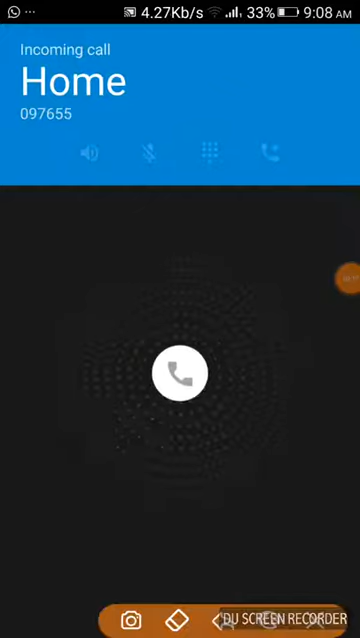 ... 4.27Kb/s 33% 9:08 AM
Incoming call
Home
097655
DU SCREEN RECORDER